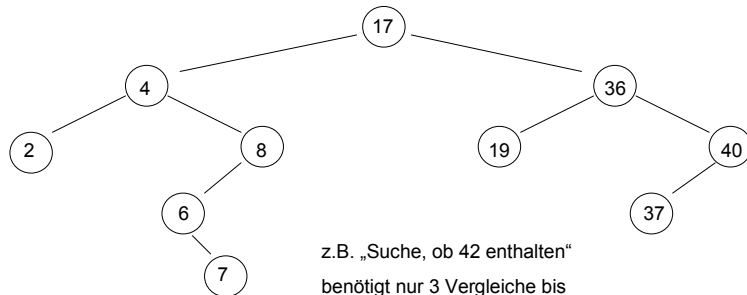 17
4 36
2 8 19 40
6 37
7
z.B. „Suche, ob 42 enthalten“
benötigt nur 3 Vergleiche bis